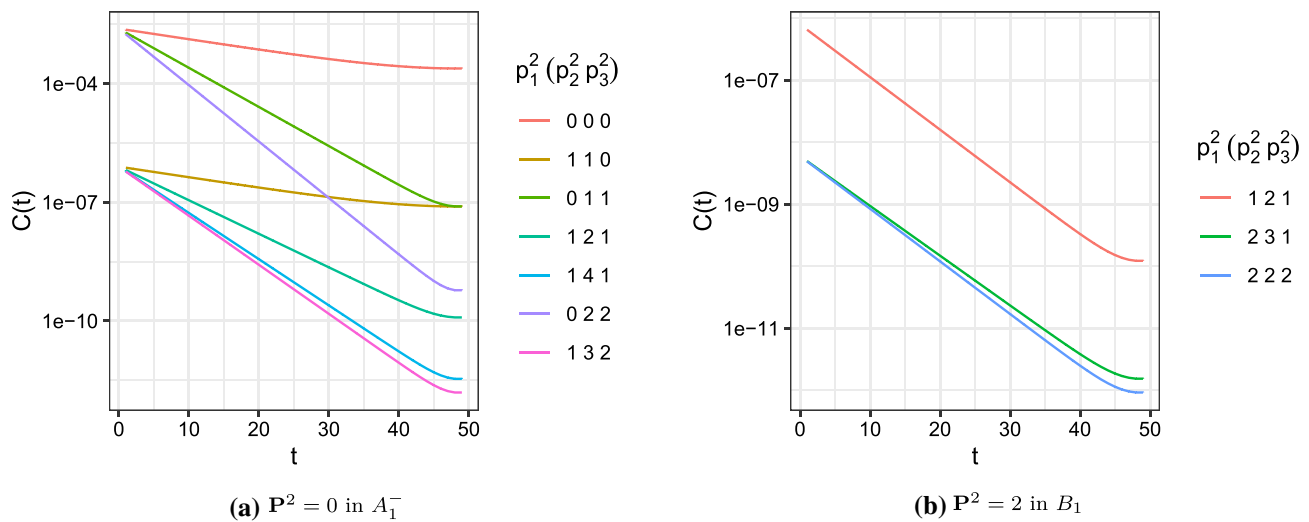 p₁² (p₂² p₃²)
0 0 0
1 1 0
0 1 1
1 2 1
1 4 1
0 2 2
1 3 2
1e−04
1e−07
1e−10
C(t)
0 10 20 30 40 50
t
(a) P² = 0 in A₁⁻
p₁² (p₂² p₃²)
1 2 1
2 3 1
2 2 2
1e−07
1e−09
1e−11
C(t)
0 10 20 30 40 50
t
(b) P² = 2 in B₁